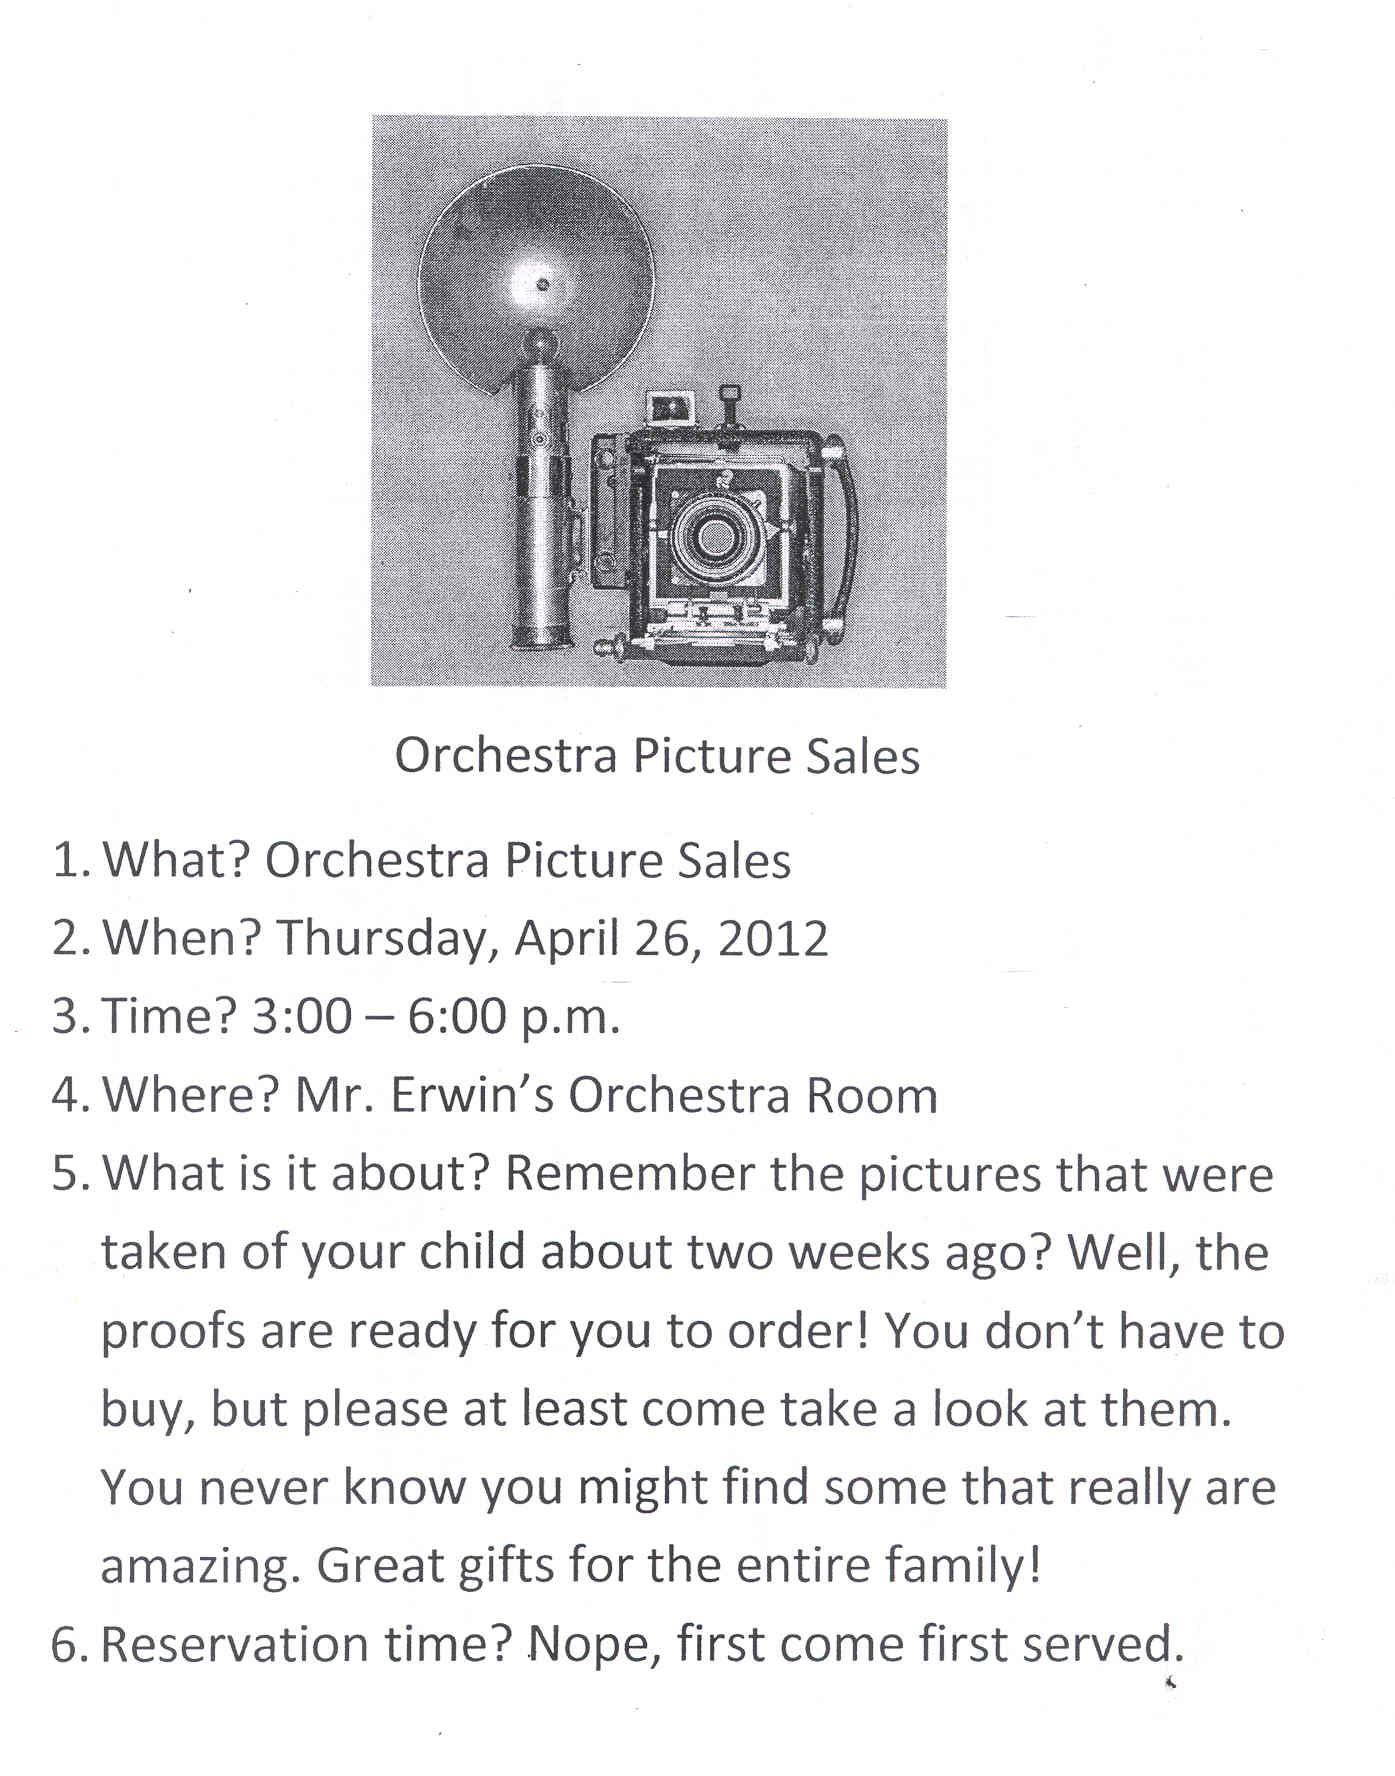 Orchestra Picture Sales
1. What? Orchestra Picture Sales
2. When? Thursday, April 26, 2012
3. Time? 3:00 – 6:00 p.m.
4. Where? Mr. Erwin’s Orchestra Room
5. What is it about? Remember the pictures that were
taken of your child about two weeks ago? Well, the
proofs are ready for you to order! You don’t have to
buy, but please at least come take a look at them.
You never know you might find some that really are
amazing. Great gifts for the entire family!
6. Reservation time? Nope, first come first served.